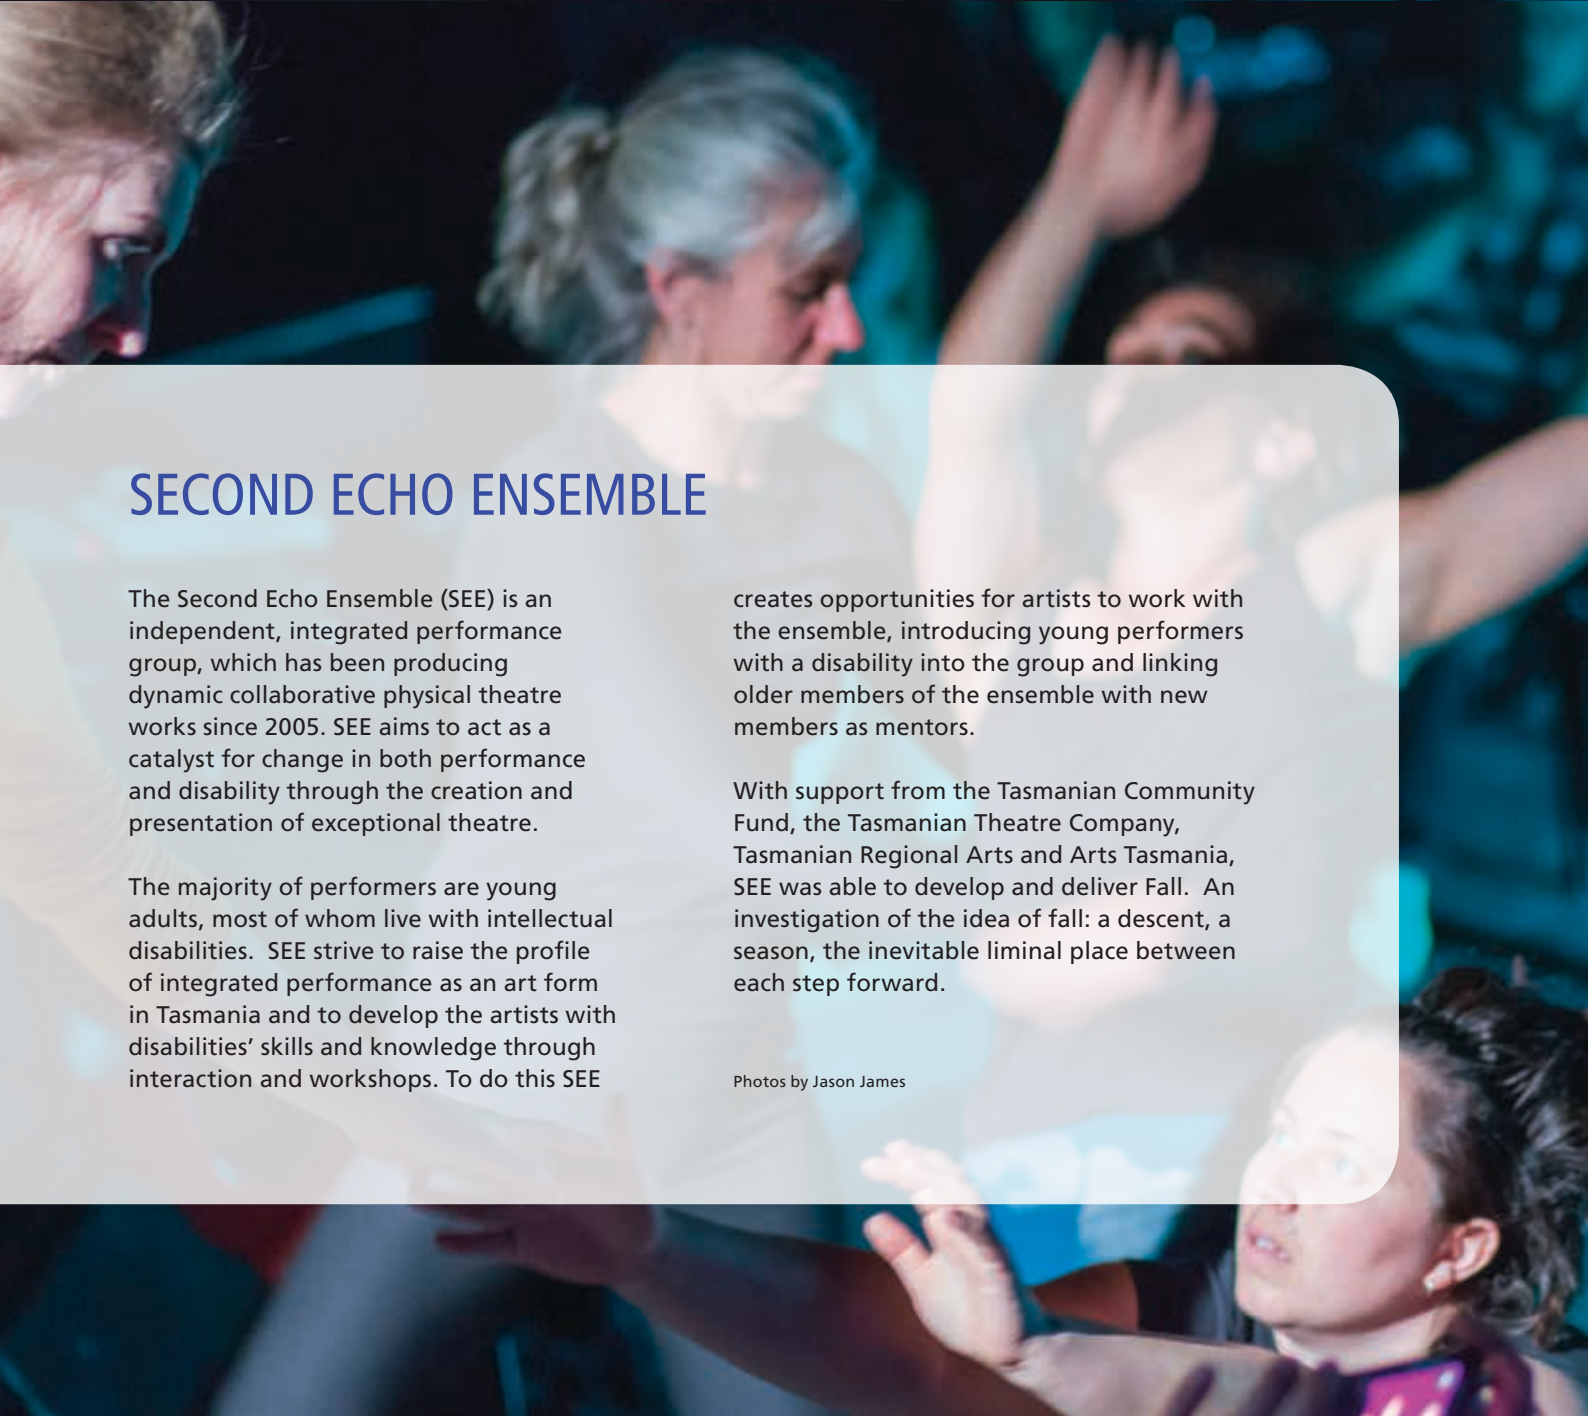 SECOND ECHO ENSEMBLE
The Second Echo Ensemble (SEE) is an
independent, integrated performance
group, which has been producing
dynamic collaborative physical theatre
works since 2005. SEE aims to act as a
catalyst for change in both performance
and disability through the creation and
presentation of exceptional theatre.
The majority of performers are young
adults, most of whom live with intellectual
disabilities.  SEE strive to raise the profile
of integrated performance as an art form
in Tasmania and to develop the artists with
disabilities’ skills and knowledge through
interaction and workshops. To do this SEE
creates opportunities for artists to work with
the ensemble, introducing young performers
with a disability into the group and linking
older members of the ensemble with new
members as mentors.
With support from the Tasmanian Community
Fund, the Tasmanian Theatre Company,
Tasmanian Regional Arts and Arts Tasmania,
SEE was able to develop and deliver Fall.  An
investigation of the idea of fall: a descent, a
season, the inevitable liminal place between
each step forward.
Photos by Jason James